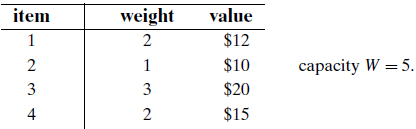 item weight value
1 2 $12
2 1 $10
3 3 $20
4 2 $15
capacity W = 5.